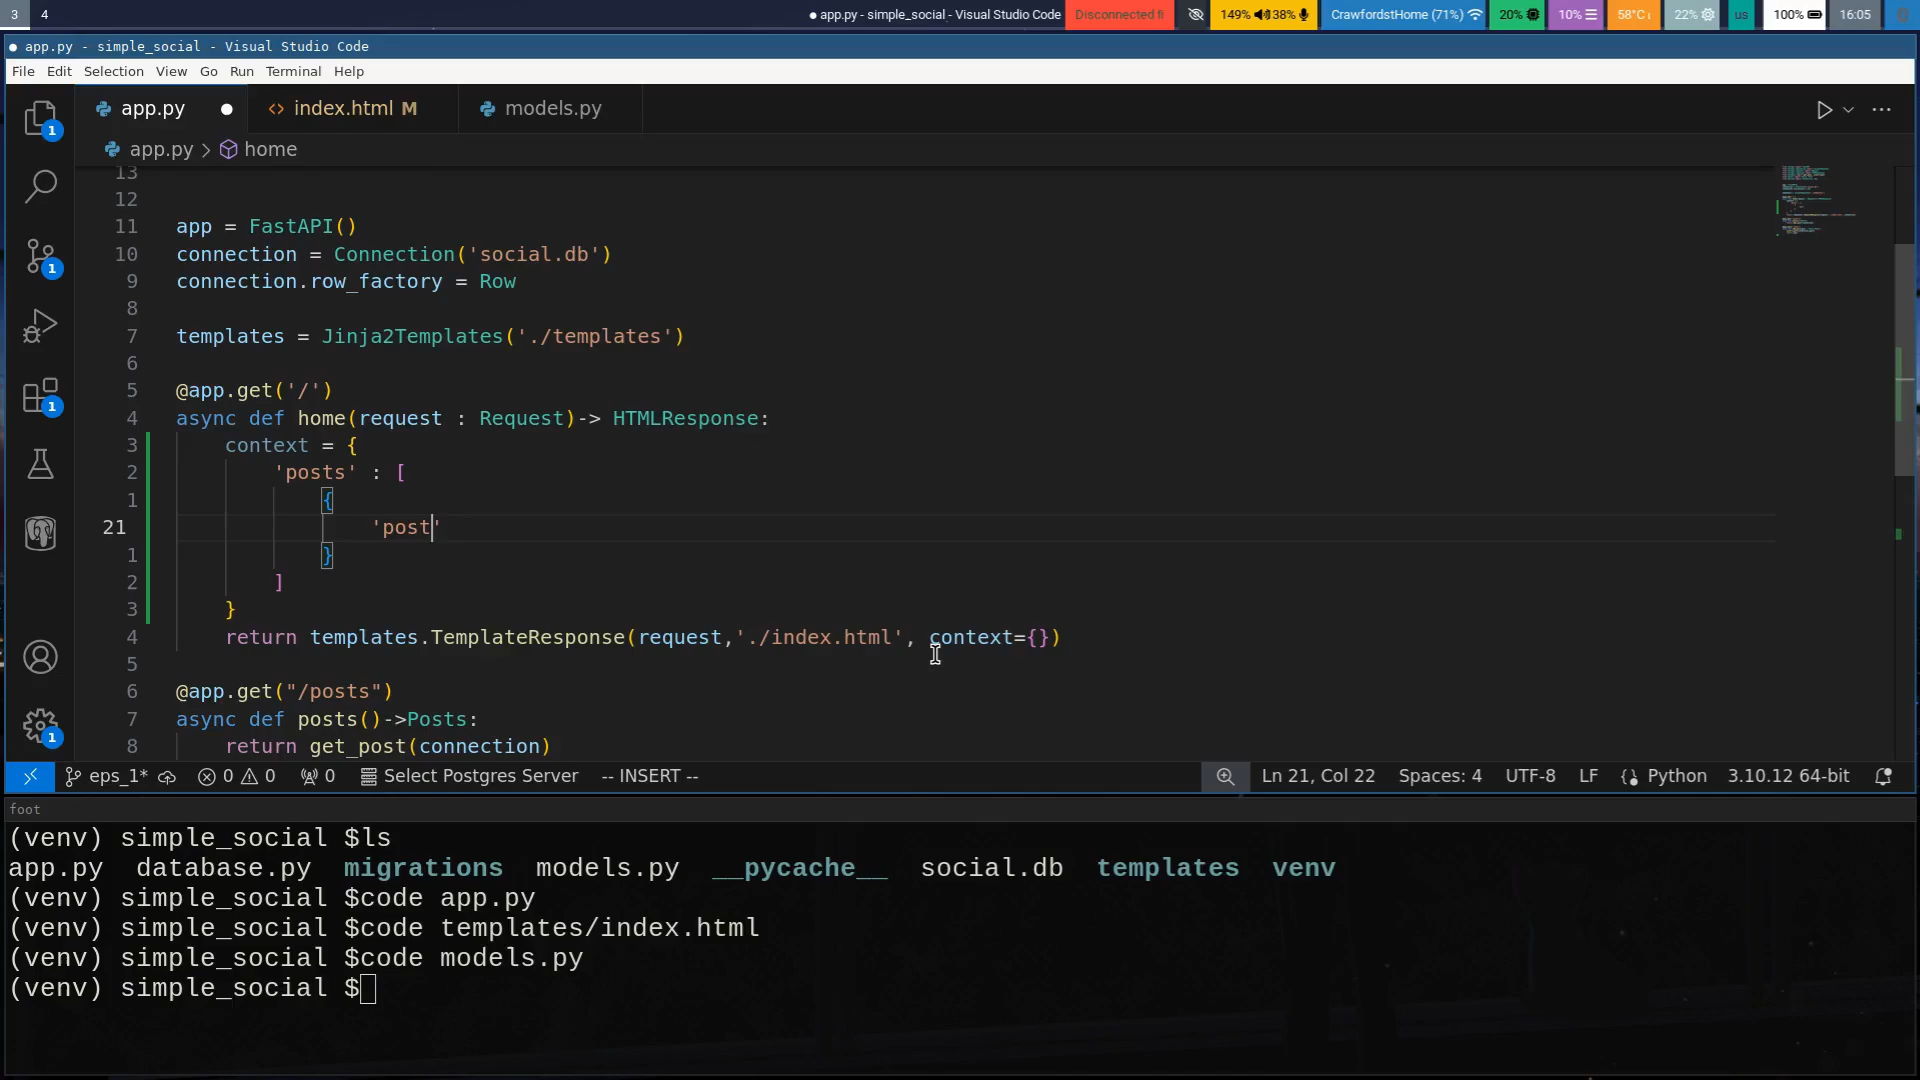 3 4 ● app.py - simple_social - Visual Studio Code Disconnected 149% 38% CrawfordstHome (71%) 20% 10% 58°C 22% us 100% 16:05
● app.py - simple_social - Visual Studio Code
File Edit Selection View Go Run Terminal Help
app.py ● <> index.html M models.py ...
app.py > home
13
12
11 app = FastAPI()
10 connection = Connection('social.db')
9 connection.row_factory = Row
8
7 templates = Jinja2Templates('./templates')
6
5 @app.get('/')
4 async def home(request : Request)-> HTMLResponse:
3 context = {
2 'posts' : [
1 {
21 'post'
1 }
2 ]
3 }
4 return templates.TemplateResponse(request,'./index.html', context={})
5
6 @app.get("/posts")
7 async def posts()->Posts:
8 return get_post(connection)
1
1
1
1
eps_1* 0 0 0 Select Postgres Server -- INSERT -- Ln 21, Col 22 Spaces: 4 UTF-8 LF {} Python 3.10.12 64-bit
foot
(venv) simple_social $ls
app.py database.py migrations models.py __pycache__ social.db templates venv
(venv) simple_social $code app.py
(venv) simple_social $code templates/index.html
(venv) simple_social $code models.py
(venv) simple_social $